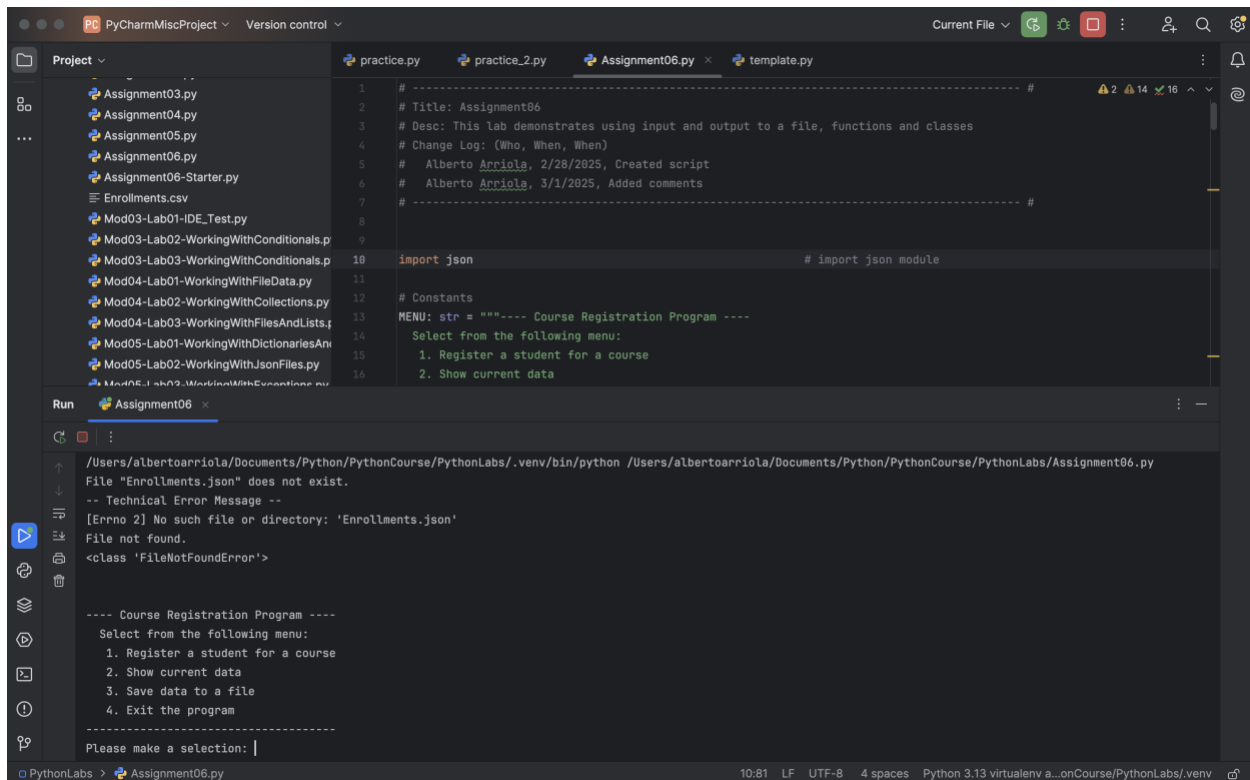 PC PyCharmMiscProject Version control Current File
Project
practice.py practice_2.py Assignment06.py template.py
Assignment03.py
Assignment04.py
Assignment05.py
Assignment06.py
Assignment06-Starter.py
Enrollments.csv
Mod03-Lab01-IDE_Test.py
Mod03-Lab02-WorkingWithConditionals.p
Mod03-Lab03-WorkingWithConditionals.p
Mod04-Lab01-WorkingWithFileData.py
Mod04-Lab02-WorkingWithCollections.py
Mod04-Lab03-WorkingWithFilesAndLists.p
Mod05-Lab01-WorkingWithDictionariesAn
Mod05-Lab02-WorkingWithJsonFiles.py
Mod05-Lab03-WorkingWithExceptions.py
2 14 16
1 # ------------------------------------------------------------------------------------------ #
2 # Title: Assignment06
3 # Desc: This lab demonstrates using input and output to a file, functions and classes
4 # Change Log: (Who, When, When)
5 #   Alberto Arriola, 2/28/2025, Created script
6 #   Alberto Arriola, 3/1/2025, Added comments
7 # ------------------------------------------------------------------------------------------ #
8
9
10 import json # import json module
11
12 # Constants
13 MENU: str = """---- Course Registration Program ----
14   Select from the following menu:
15    1. Register a student for a course
16    2. Show current data
Run Assignment06
/Users/albertoarriola/Documents/Python/PythonCourse/PythonLabs/.venv/bin/python /Users/albertoarriola/Documents/Python/PythonCourse/PythonLabs/Assignment06.py
File "Enrollments.json" does not exist.
-- Technical Error Message --
[Errno 2] No such file or directory: 'Enrollments.json'
File not found.
<class 'FileNotFoundError'>
---- Course Registration Program ----
  Select from the following menu:
   1. Register a student for a course
   2. Show current data
   3. Save data to a file
   4. Exit the program
-------------------------------------
Please make a selection:
PythonLabs > Assignment06.py 10:81 LF UTF-8 4 spaces Python 3.13 virtualenv a...onCourse/PythonLabs/.venv